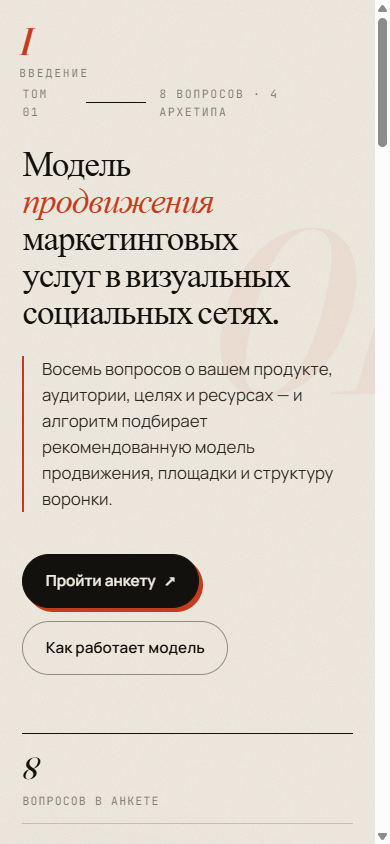 I
ВВЕДЕНИЕ
ТОМ 01
8 ВОПРОСОВ · 4 АРХЕТИПА
Модель
продвижения
маркетинговых
услуг в визуальных
социальных сетях.
01
Восемь вопросов о вашем продукте,
аудитории, целях и ресурсах — и
алгоритм подбирает
рекомендованную модель
продвижения, площадки и структуру
воронки.
Пройти анкету ↗
Как работает модель
8
ВОПРОСОВ В АНКЕТЕ